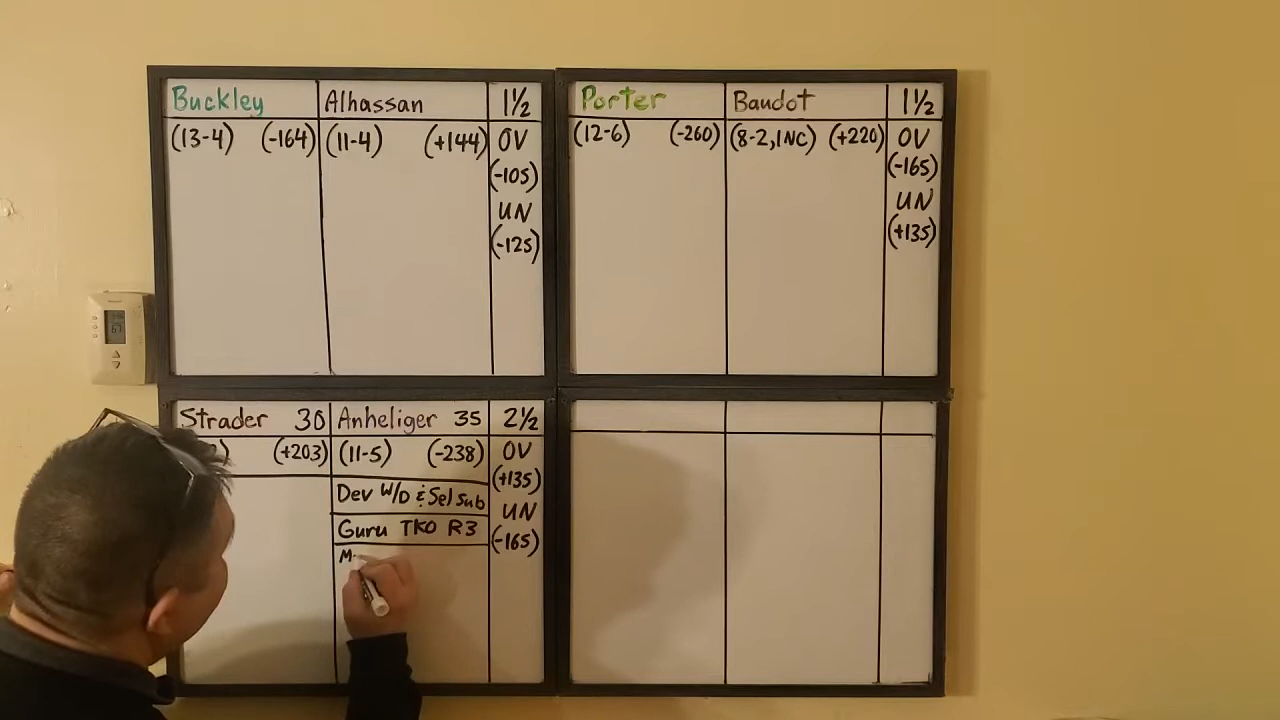 Buckley Alhassan 1½
(13-4) (-164) (11-4) (+144) OV
(-105)
UN
(-125)
Porter Baudot 1½
(12-6) (-260) (8-2, 1NC) (+220) OV
(-165)
UN
(+135)
Strader 30 Anheliger 35 2½
(+203) (11-5) (-238) OV
(+135)
Dev W/D & Sel Sub
UN
Guru TKO R3
(-165)
M
67